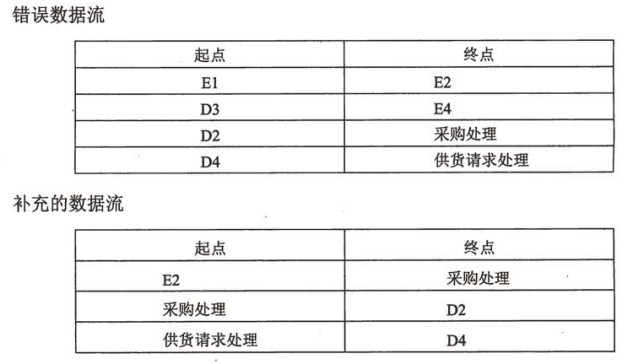 错误数据流
起点 终点
E1 E2
D3 E4
D2 采购处理
D4 供货请求处理
补充的数据流
起点 终点
E2 采购处理
采购处理 D2
供货请求处理 D4